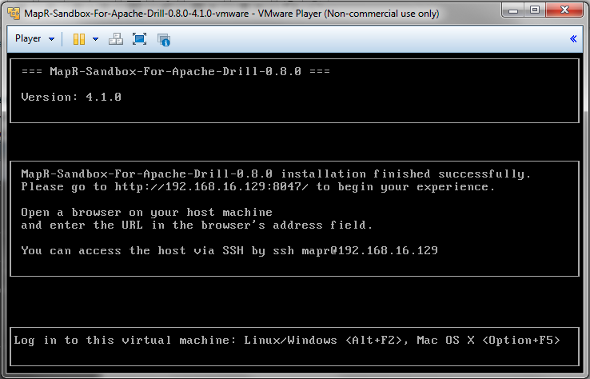 MapR-Sandbox-For-Apache-Drill-0.8.0-4.1.0-vmware - VMware Player (Non-commercial use only)
Player
=== MapR-Sandbox-For-Apache-Drill-0.8.0 ===
Version: 4.1.0
MapR-Sandbox-For-Apache-Drill-0.8.0 installation finished successfully.
Please go to http://192.168.16.129:8047/ to begin your experience.
Open a browser on your host machine
and enter the URL in the browser's address field.
You can access the host via SSH by ssh mapr@192.168.16.129
Log in to this virtual machine: Linux/Windows <Alt+F2>, Mac OS X <Option+F5>